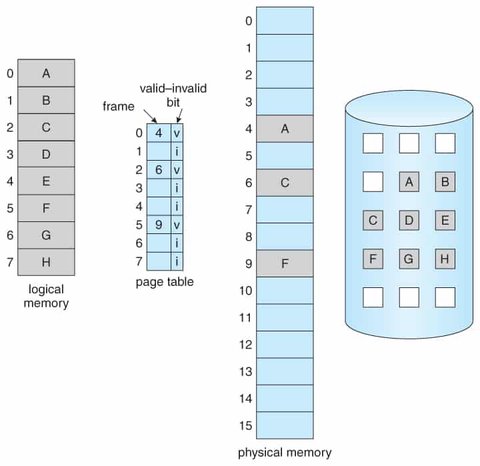 0 A
1 B
2 C
3 D
4 E
5 F
6 G
7 H
logical
memory
valid–invalid
bit
frame
0 4 v
1 i
2 6 v
3 i
4 i
5 9 v
6 i
7 i
page table
0
1
2
3
4 A
5
6 C
7
8
9 F
10
11
12
13
14
15
physical memory
A B
C D E
F G H